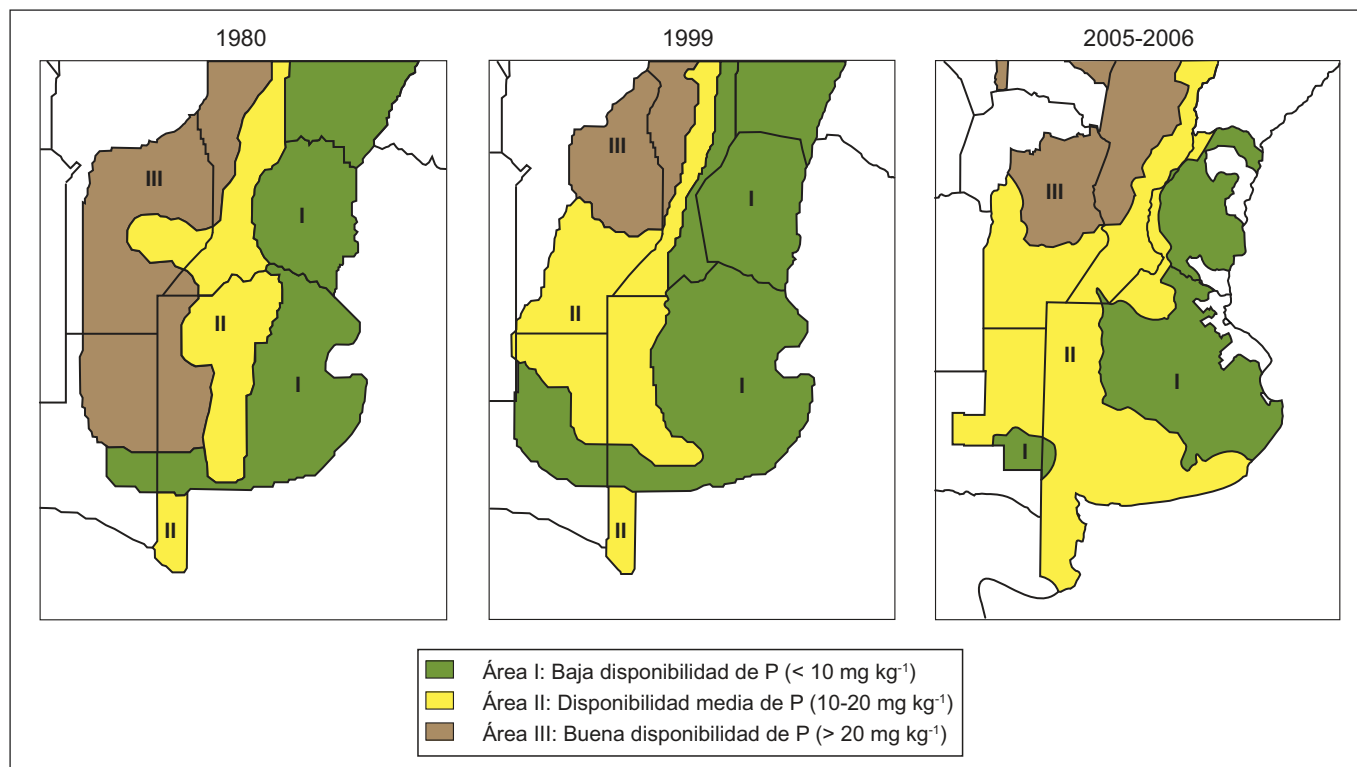 1980
1999
2005-2006
III
I
II
I
II
III
I
II
I
II
III
II
I
I
Área I: Baja disponibilidad de P (< 10 mg kg⁻¹)
Área II: Disponibilidad media de P (10-20 mg kg⁻¹)
Área III: Buena disponibilidad de P (> 20 mg kg⁻¹)